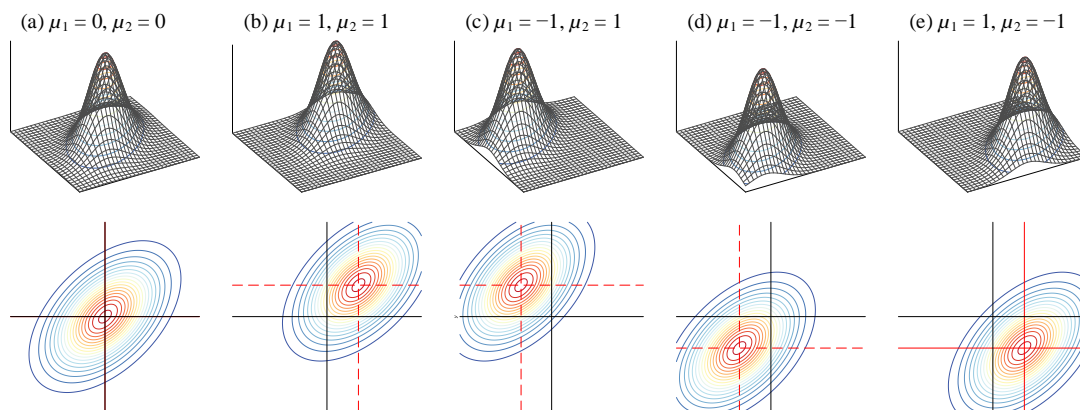 (a) μ₁ = 0, μ₂ = 0
(b) μ₁ = 1, μ₂ = 1
(c) μ₁ = −1, μ₂ = 1
(d) μ₁ = −1, μ₂ = −1
(e) μ₁ = 1, μ₂ = −1